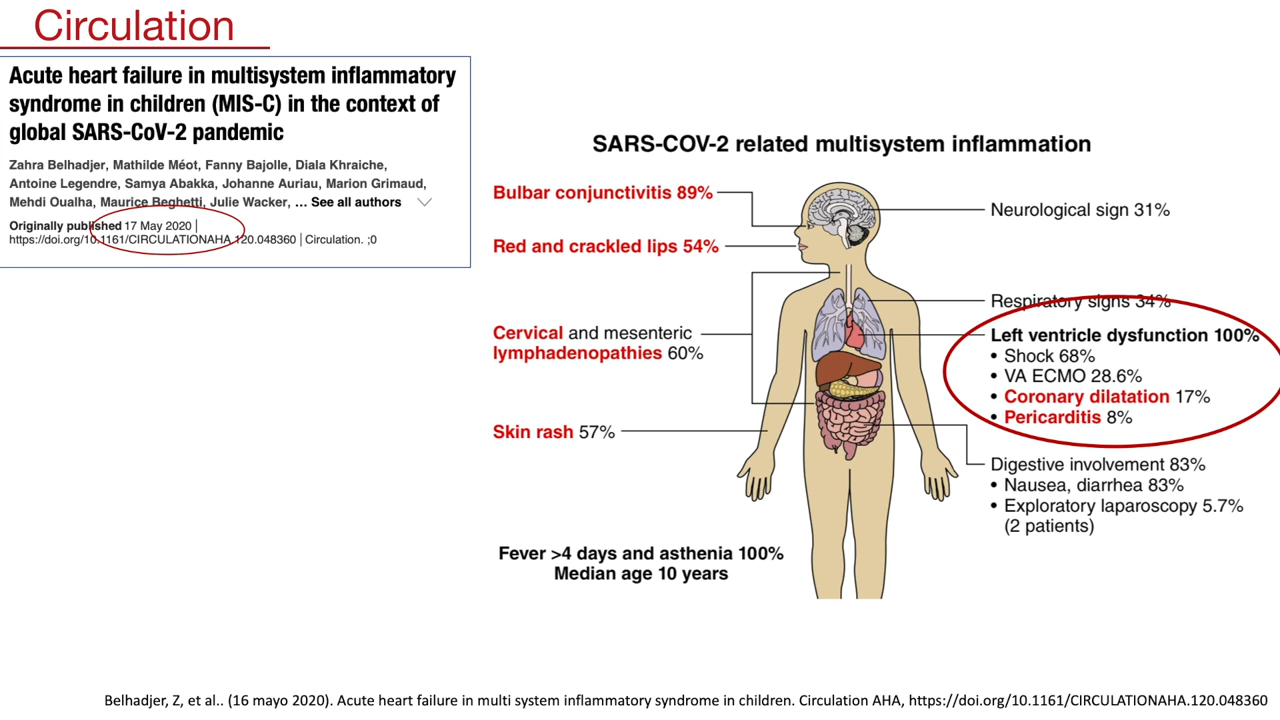 Circulation
Acute heart failure in multisystem inflammatory
syndrome in children (MIS-C) in the context of
global SARS-CoV-2 pandemic
Zahra Belhadjer, Mathilde Méot, Fanny Bajolle, Diala Khraiche,
Antoine Legendre, Samya Abakka, Johanne Auriau, Marion Grimaud,
Mehdi Oualha, Maurice Beghetti, Julie Wacker, ... See all authors
Originally published 17 May 2020 |
https://doi.org/10.1161/CIRCULATIONAHA.120.048360 | Circulation. ;0
SARS-COV-2 related multisystem inflammation
Bulbar conjunctivitis 89%
Red and crackled lips 54%
Cervical and mesenteric
lymphadenopathies 60%
Skin rash 57%
Neurological sign 31%
Respiratory signs 34%
Left ventricle dysfunction 100%
• Shock 68%
• VA ECMO 28.6%
• Coronary dilatation 17%
• Pericarditis 8%
Digestive involvement 83%
• Nausea, diarrhea 83%
• Exploratory laparoscopy 5.7%
(2 patients)
Fever >4 days and asthenia 100%
Median age 10 years
Belhadjer, Z, et al.. (16 mayo 2020). Acute heart failure in multi system inflammatory syndrome in children. Circulation AHA, https://doi.org/10.1161/CIRCULATIONAHA.120.048360